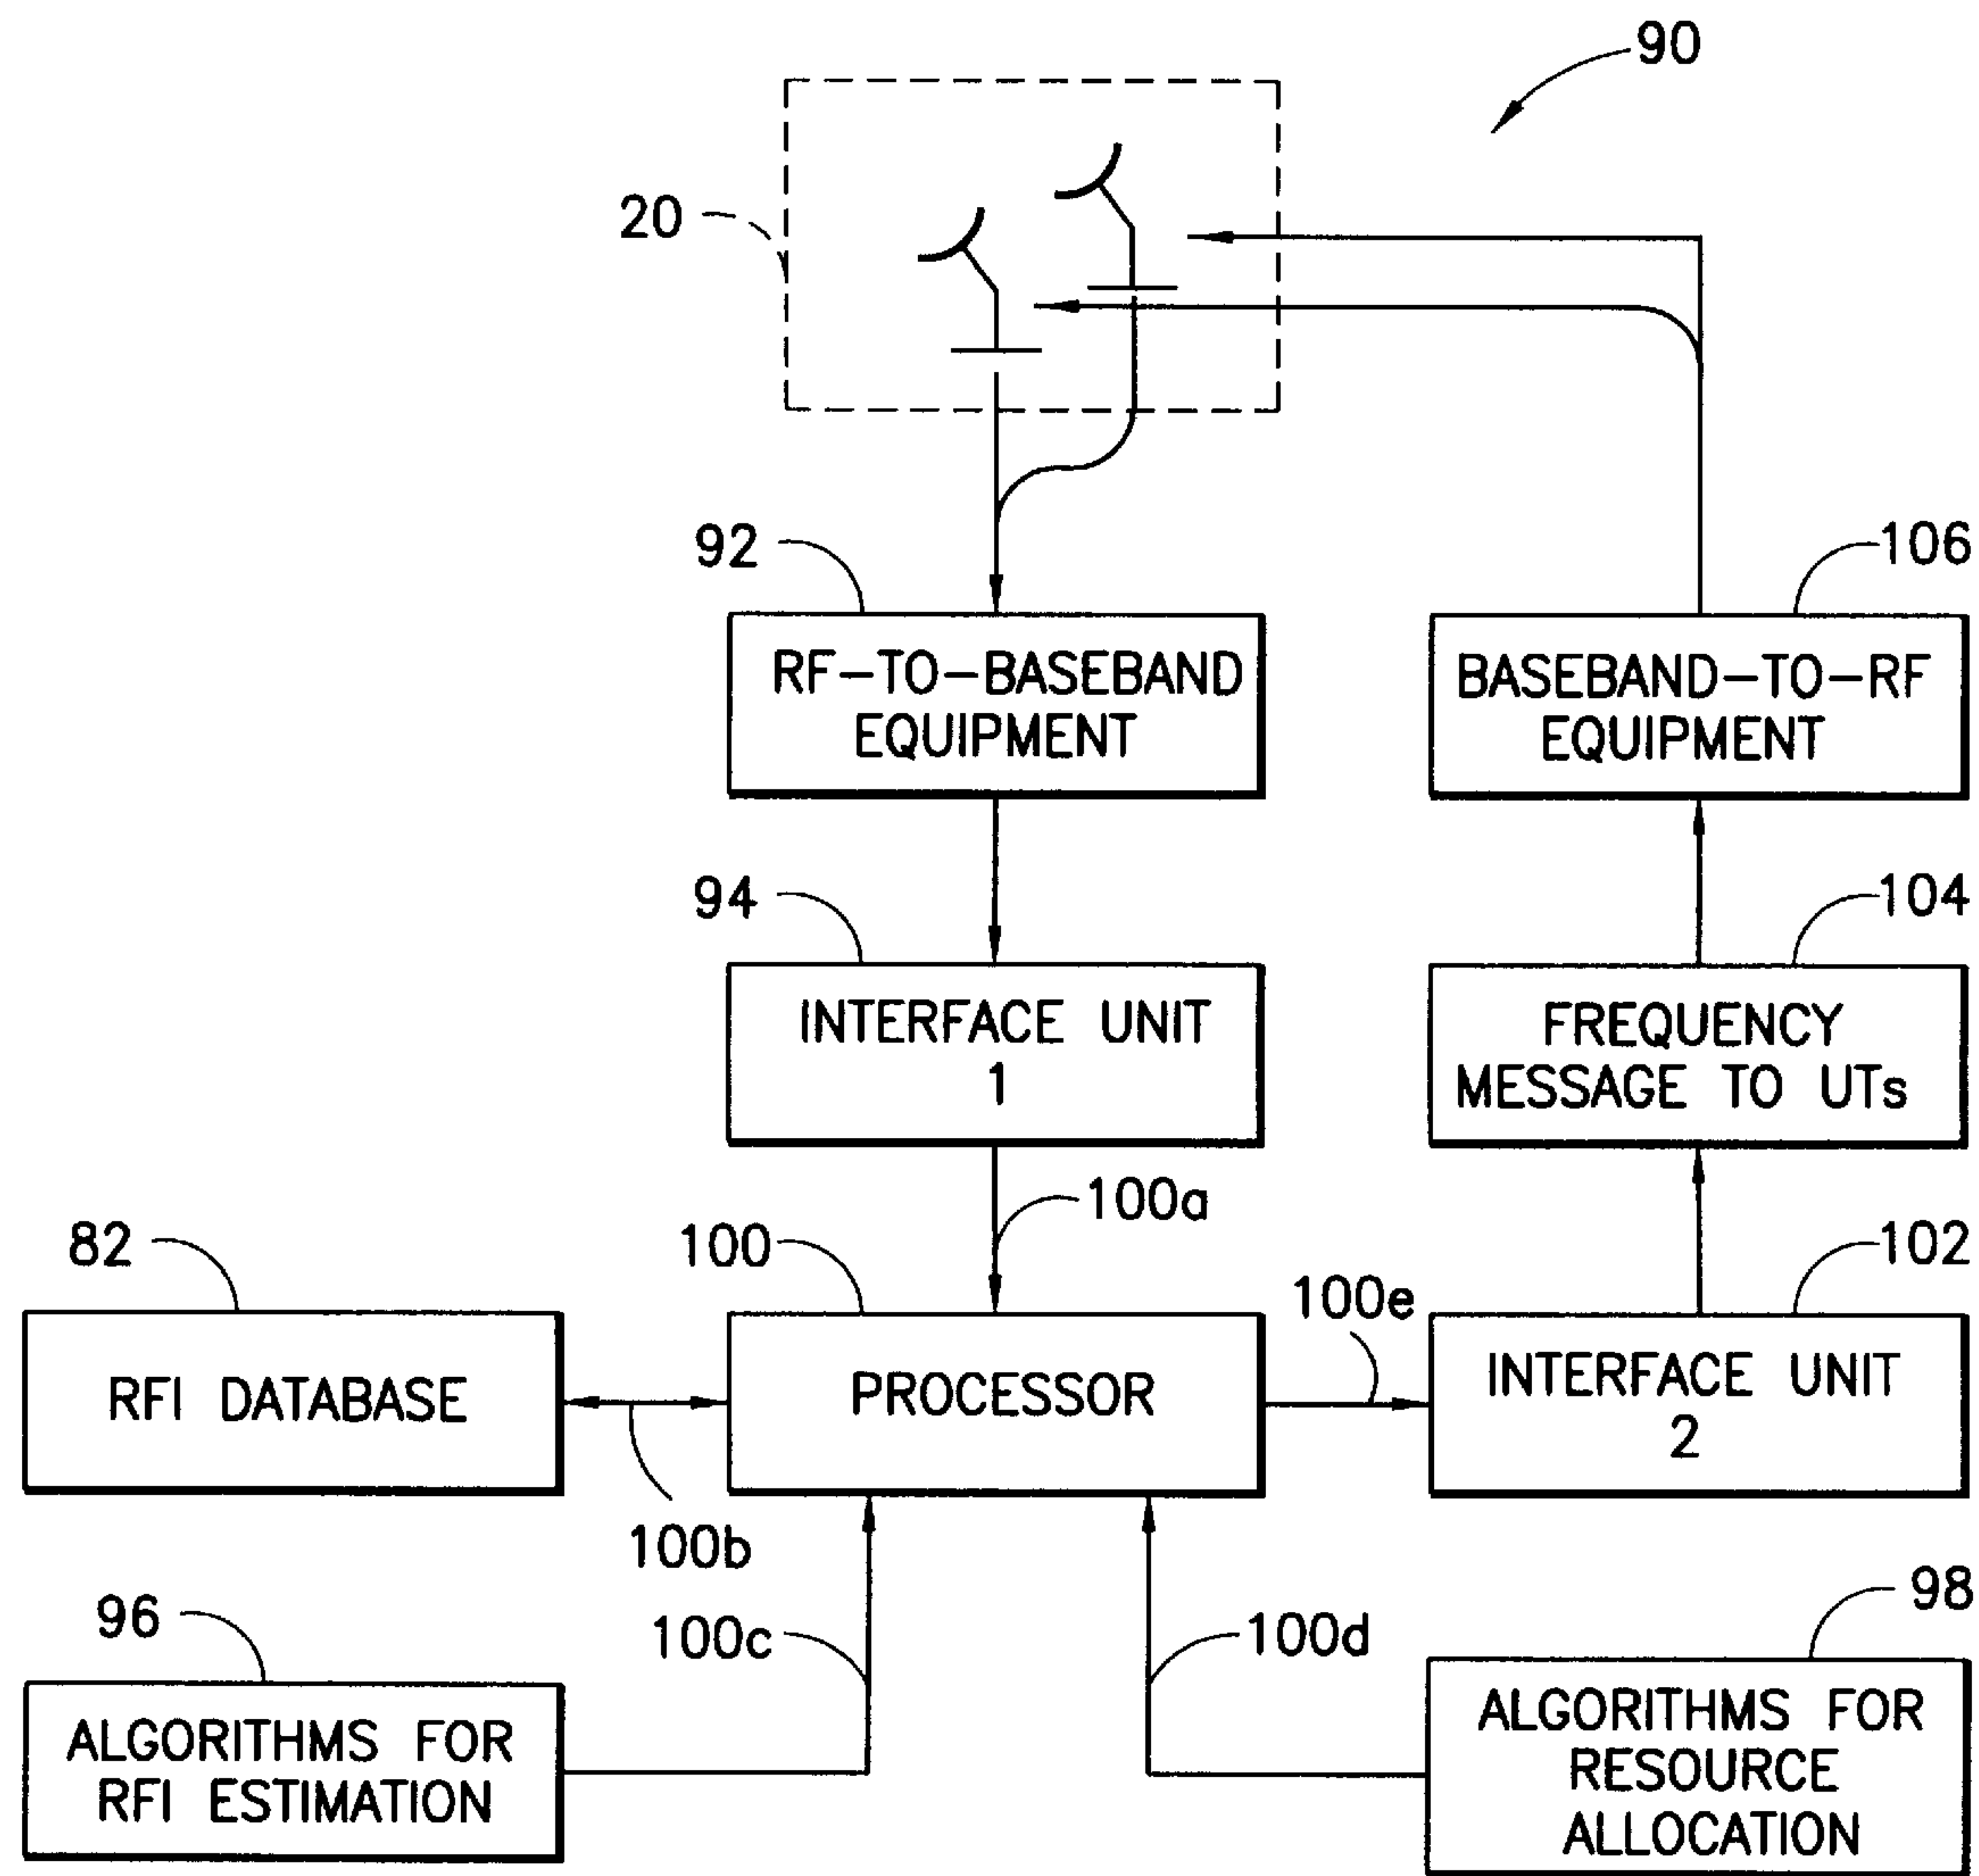 90
20
92
106
RF-TO-BASEBAND
EQUIPMENT
BASEBAND-TO-RF
EQUIPMENT
94
104
INTERFACE UNIT
1
FREQUENCY
MESSAGE TO UTs
100a
82
100
102
100e
RFI DATABASE
PROCESSOR
INTERFACE UNIT
2
100b
96
100c
100d
98
ALGORITHMS FOR
RFI ESTIMATION
ALGORITHMS FOR
RESOURCE
ALLOCATION